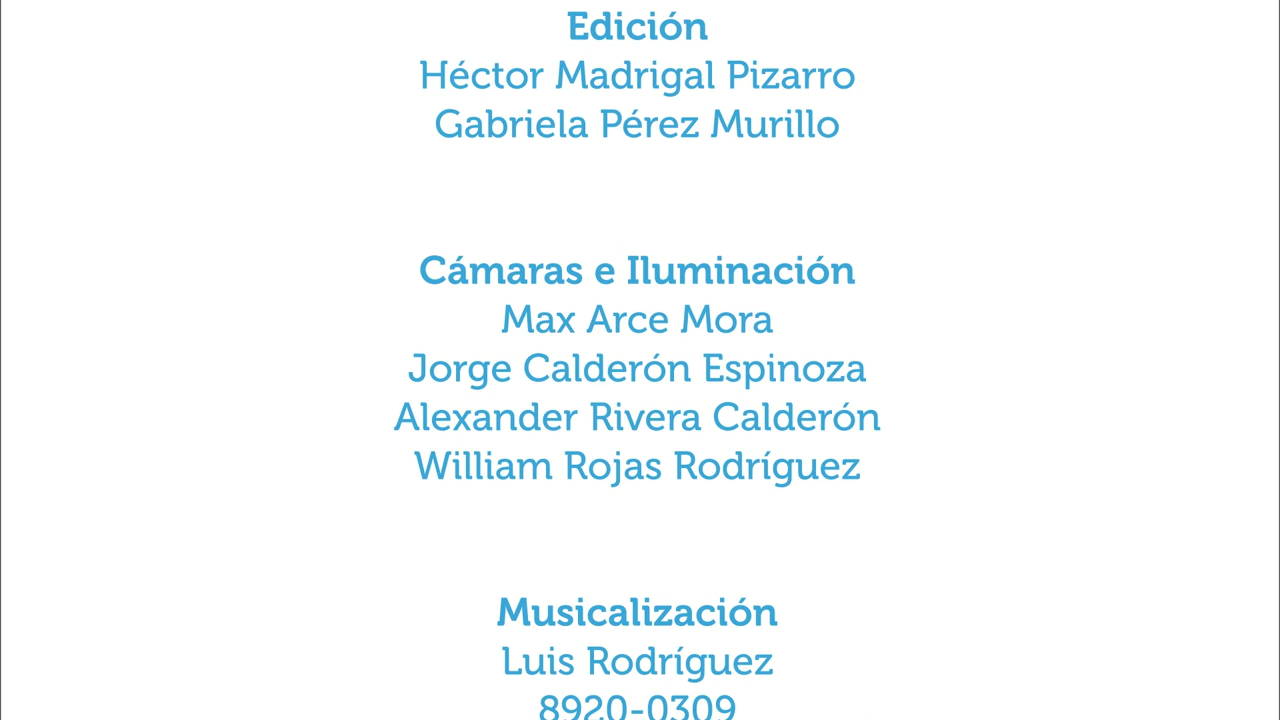 Edición
Héctor Madrigal Pizarro
Gabriela Pérez Murillo
Cámaras e Iluminación
Max Arce Mora
Jorge Calderón Espinoza
Alexander Rivera Calderón
William Rojas Rodríguez
Musicalización
Luis Rodríguez
8920-0309